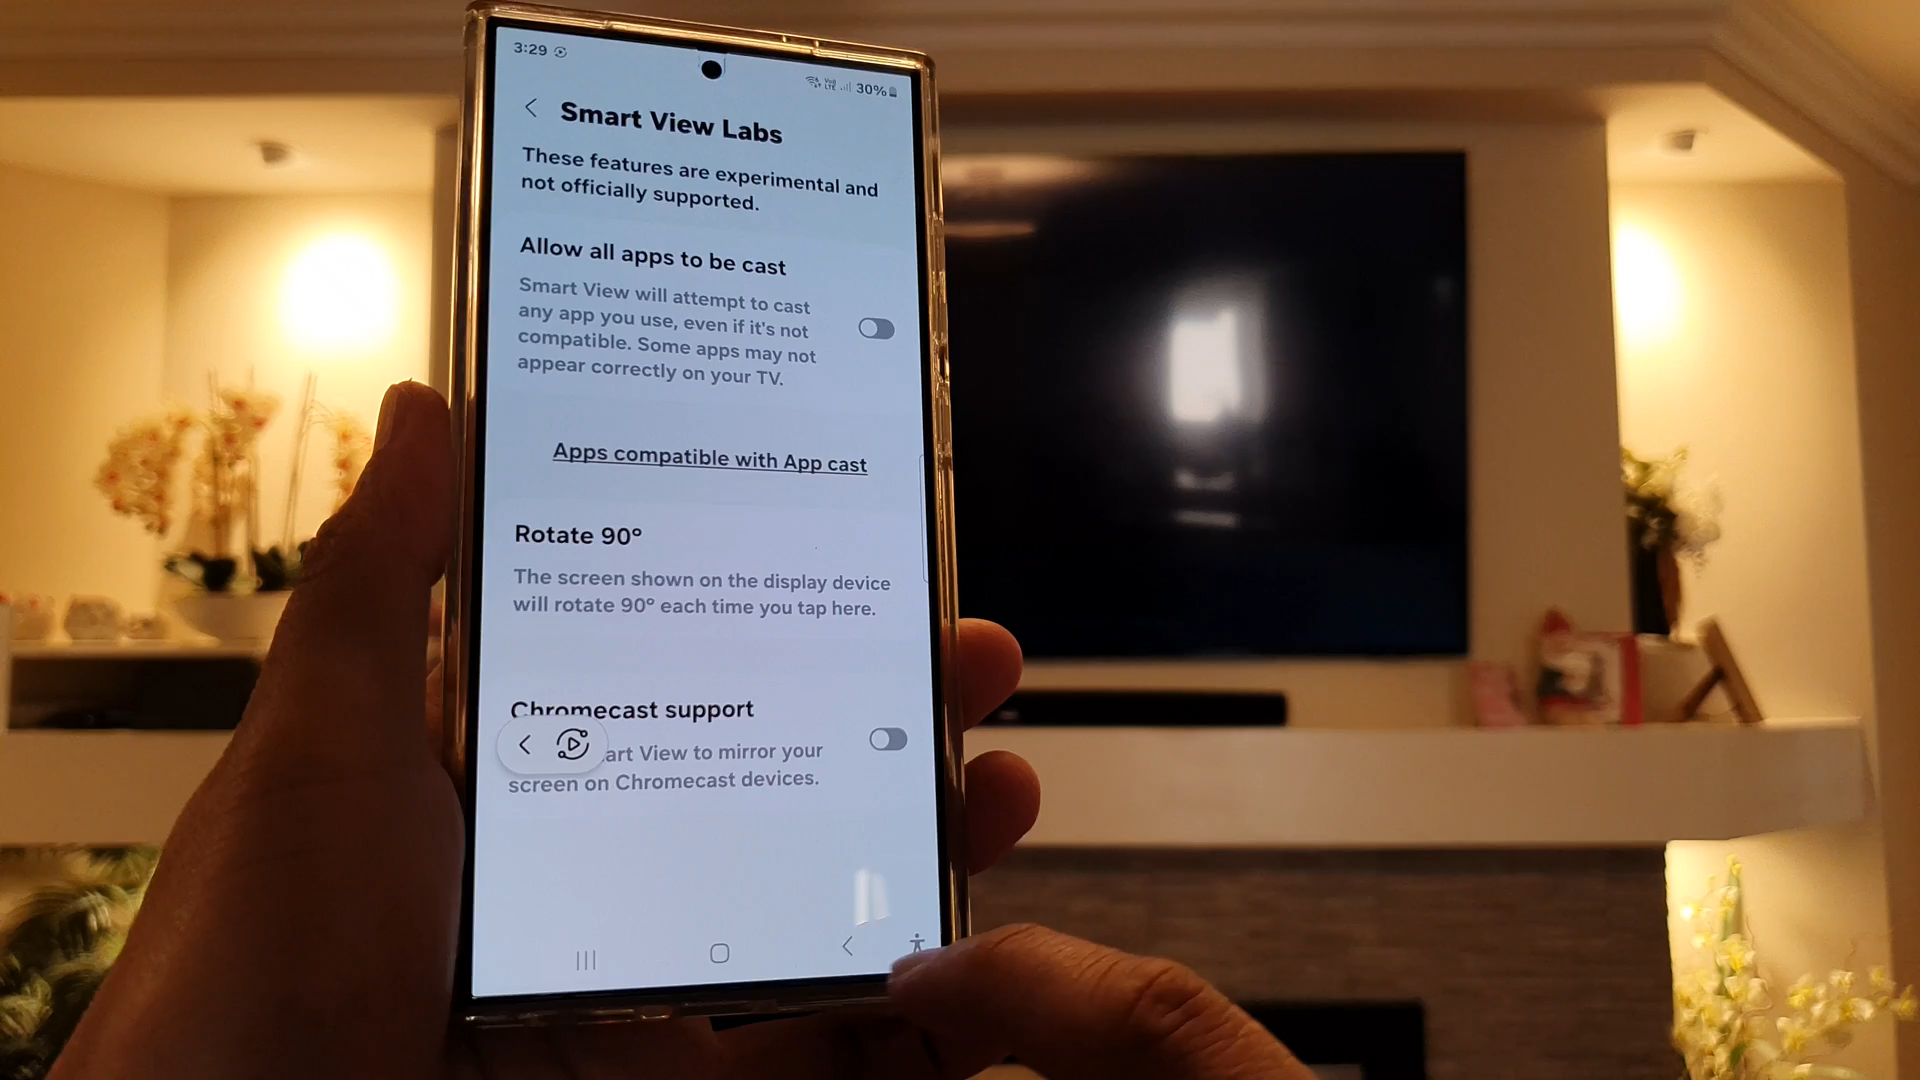 3:29
30%
Smart View Labs
These features are experimental and
not officially supported.
Allow all apps to be cast
Smart View will attempt to cast
any app you use, even if it's not
compatible. Some apps may not
appear correctly on your TV.
Apps compatible with App cast
Rotate 90°
The screen shown on the display device
will rotate 90° each time you tap here.
Chromecast support
art View to mirror your
screen on Chromecast devices.